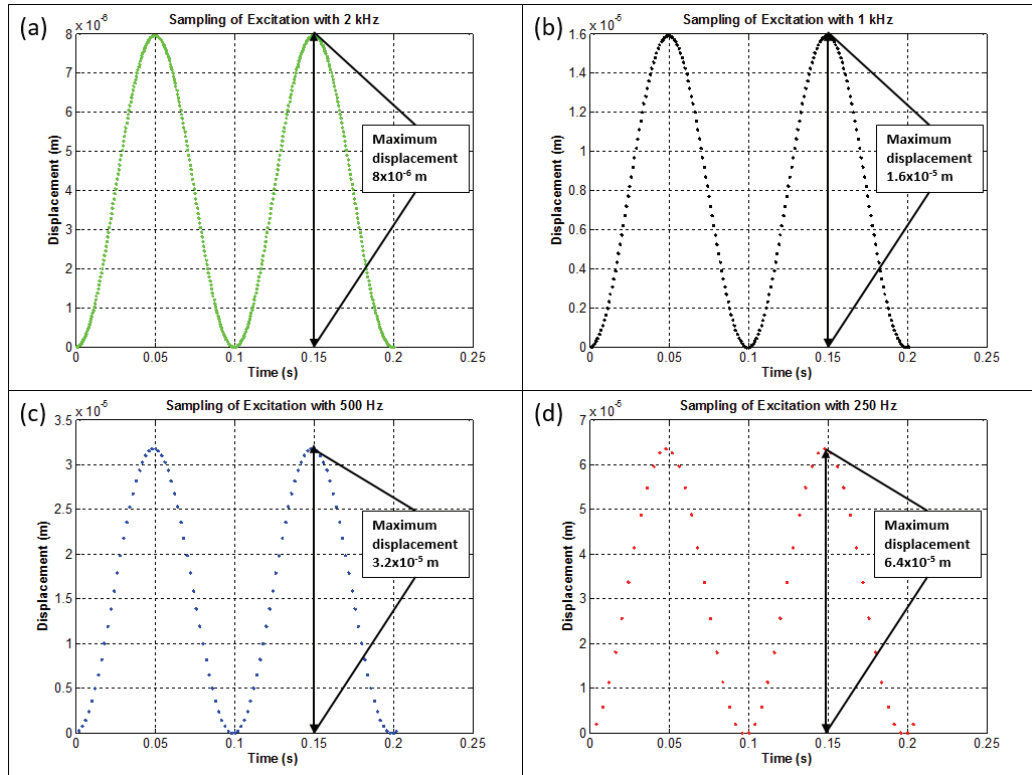 (a)
Sampling of Excitation with 2 kHz
x 10⁻⁶
8
7
6
5
4
3
2
1
0
0
0.05
0.1
0.15
0.2
0.25
Displacement (m)
Time (s)
Maximum
displacement
8x10⁻⁶ m
(b)
Sampling of Excitation with 1 kHz
x 10⁻⁵
1.6
1.4
1.2
1
0.8
0.6
0.4
0.2
0
0
0.05
0.1
0.15
0.2
0.25
Displacement (m)
Time (s)
Maximum
displacement
1.6x10⁻⁵ m
(c)
Sampling of Excitation with 500 Hz
x 10⁻⁵
3.5
3
2.5
2
1.5
1
0.5
0
0
0.05
0.1
0.15
0.2
0.25
Displacement (m)
Time (s)
Maximum
displacement
3.2x10⁻⁵ m
(d)
Sampling of Excitation with 250 Hz
x 10⁻⁵
7
6
5
4
3
2
1
0
0
0.05
0.1
0.15
0.2
0.25
Displacement (m)
Time (s)
Maximum
displacement
6.4x10⁻⁵ m